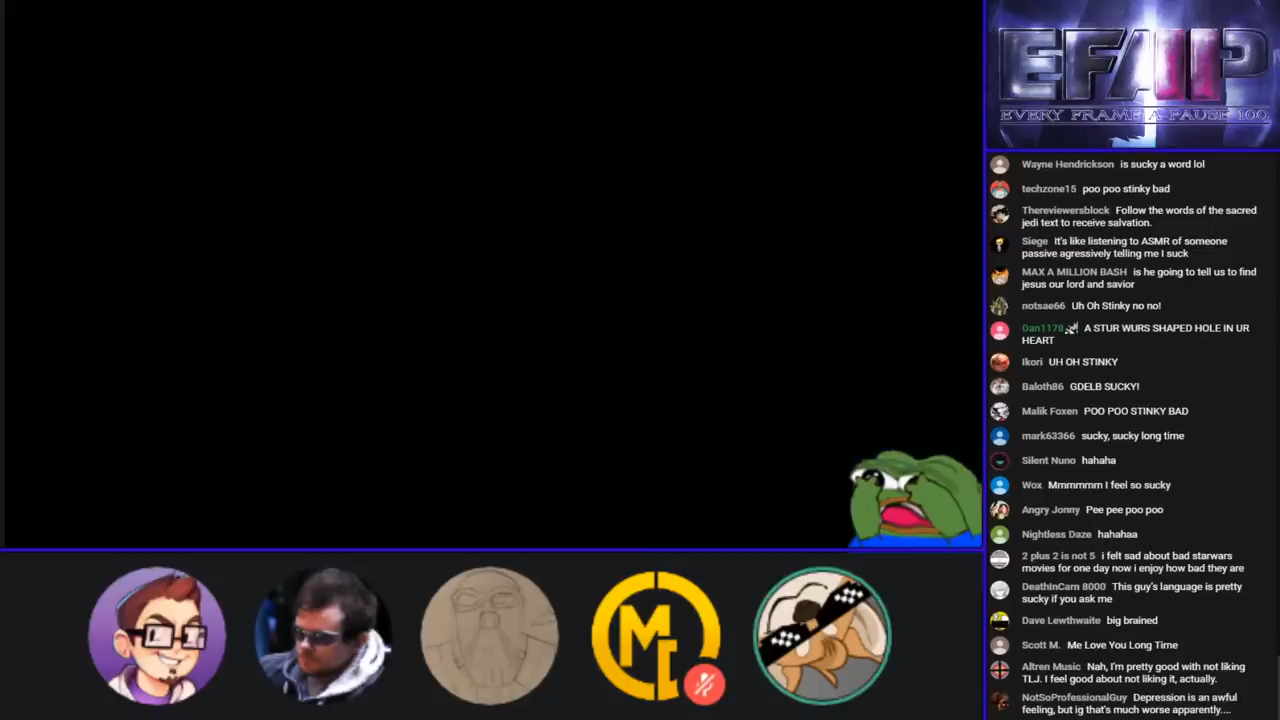 EFAP
EVERY FRAME A PAUSE 100
Wayne Hendrickson is sucky a word lol
techzone15 poo poo stinky bad
Thereviewersblock Follow the words of the sacred
jedi text to receive salvation.
Siege It's like listening to ASMR of someone
passive agressively telling me I suck
MAX A MILLION BASH is he going to tell us to find
jesus our lord and savior
notsae66 Uh Oh Stinky no no!
Dan1178 A STUR WURS SHAPED HOLE IN UR
HEART
Ikori UH OH STINKY
Baloth86 GDELB SUCKY!
Malik Foxen POO POO STINKY BAD
mark63366 sucky, sucky long time
Silent Nuno hahaha
Wox Mmmmmm I feel so sucky
Angry Jonny Pee pee poo poo
Nightless Daze hahahaa
2 plus 2 is not 5 i felt sad about bad starwars
movies for one day now i enjoy how bad they are
DeathInCarn 8000 This guy's language is pretty
sucky if you ask me
Dave Lewthwaite big brained
Scott M. Me Love You Long Time
Altren Music Nah, I'm pretty good with not liking
TLJ. I feel good about not liking it, actually.
NotSoProfessionalGuy Depression is an awful
feeling, but ig that's much worse apparently....